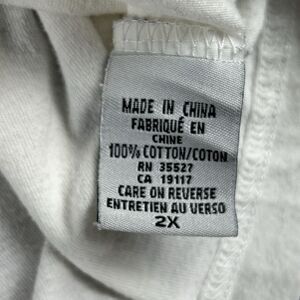 MADE IN CHINA
FABRIQUÉ EN
CHINE
100% COTTON/COTON
RN 35527
CA 19117
CARE ON REVERSE
ENTRETIEN AU VERSO
2X